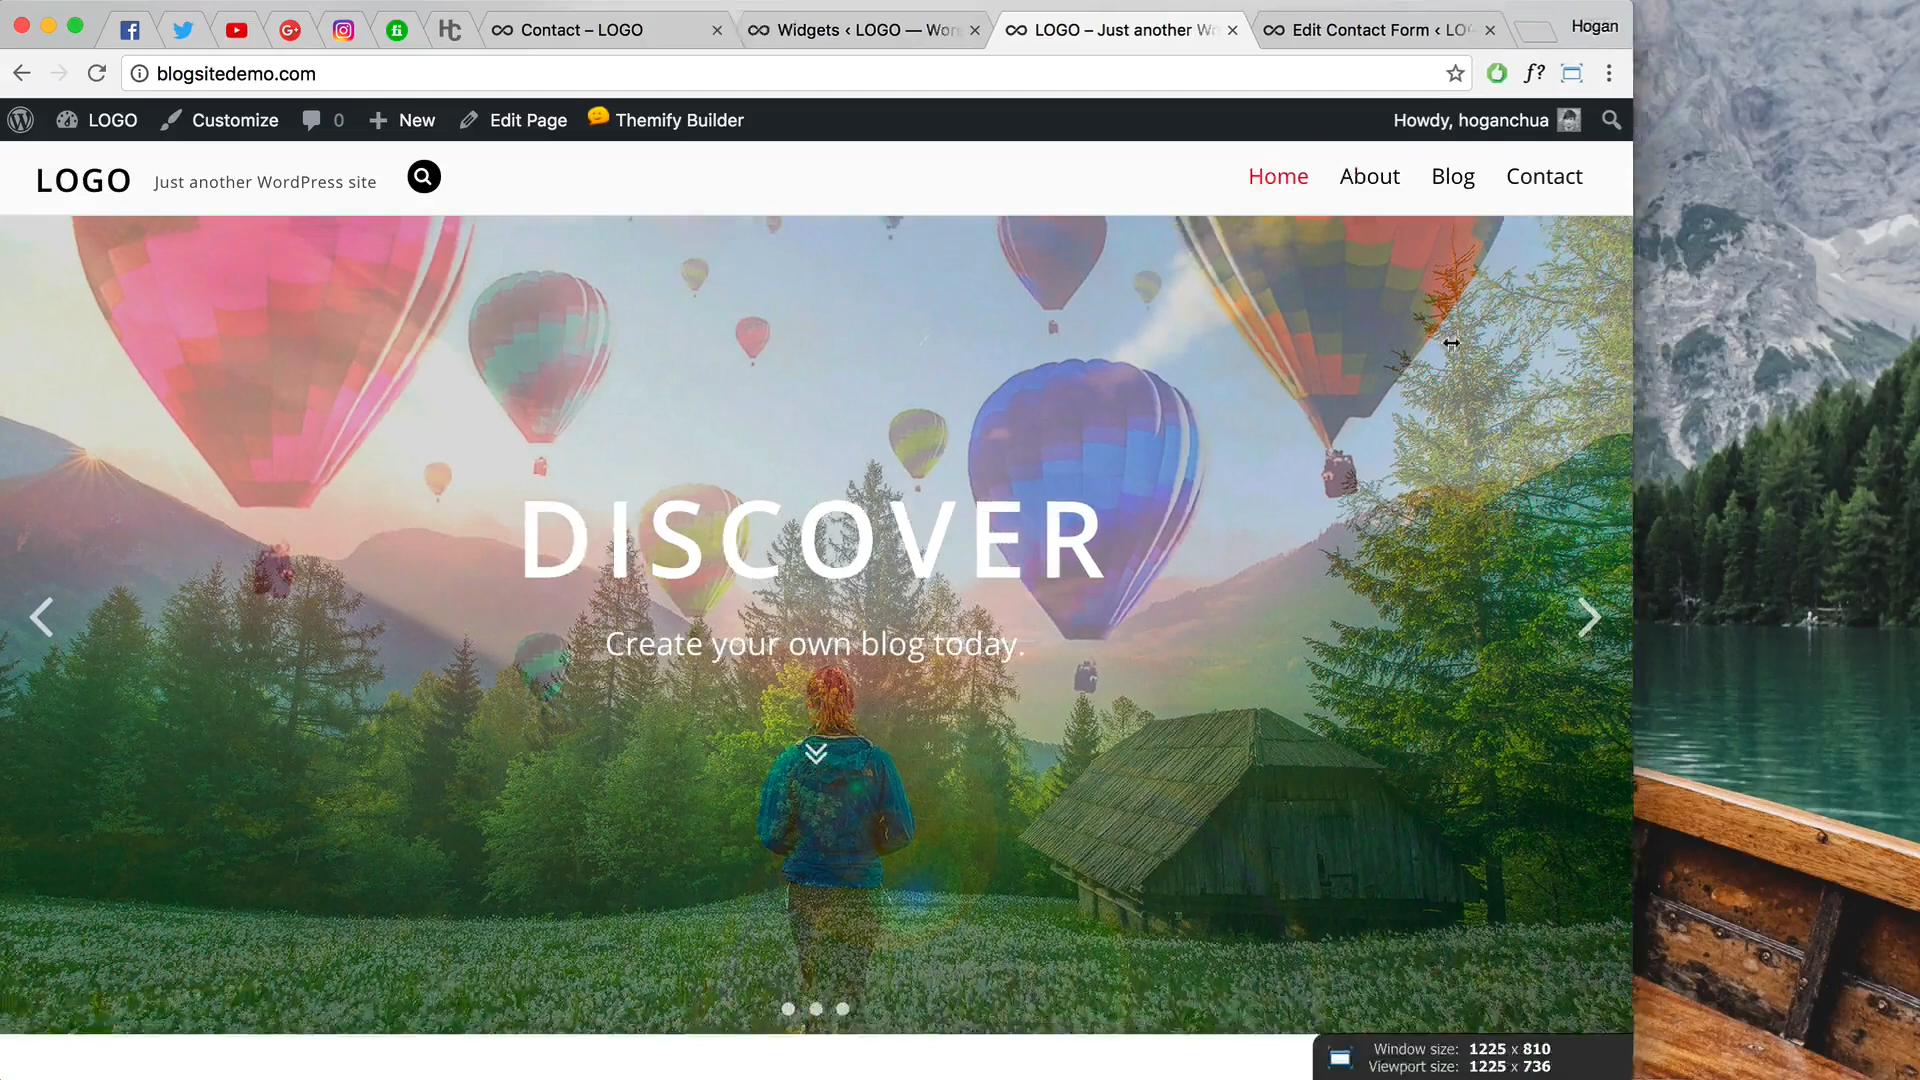 Contact – LOGO
Widgets ‹ LOGO — Wor
LOGO – Just another Wo
Edit Contact Form ‹ LO
Hogan
blogsitedemo.com
f?
LOGO
Customize
0
New
Edit Page
Themify Builder
Howdy, hoganchua
LOGO
Just another WordPress site
Home
About
Blog
Contact
DISCOVER
Create your own blog today.
Window size: 1225 x 810
Viewport size: 1225 x 736